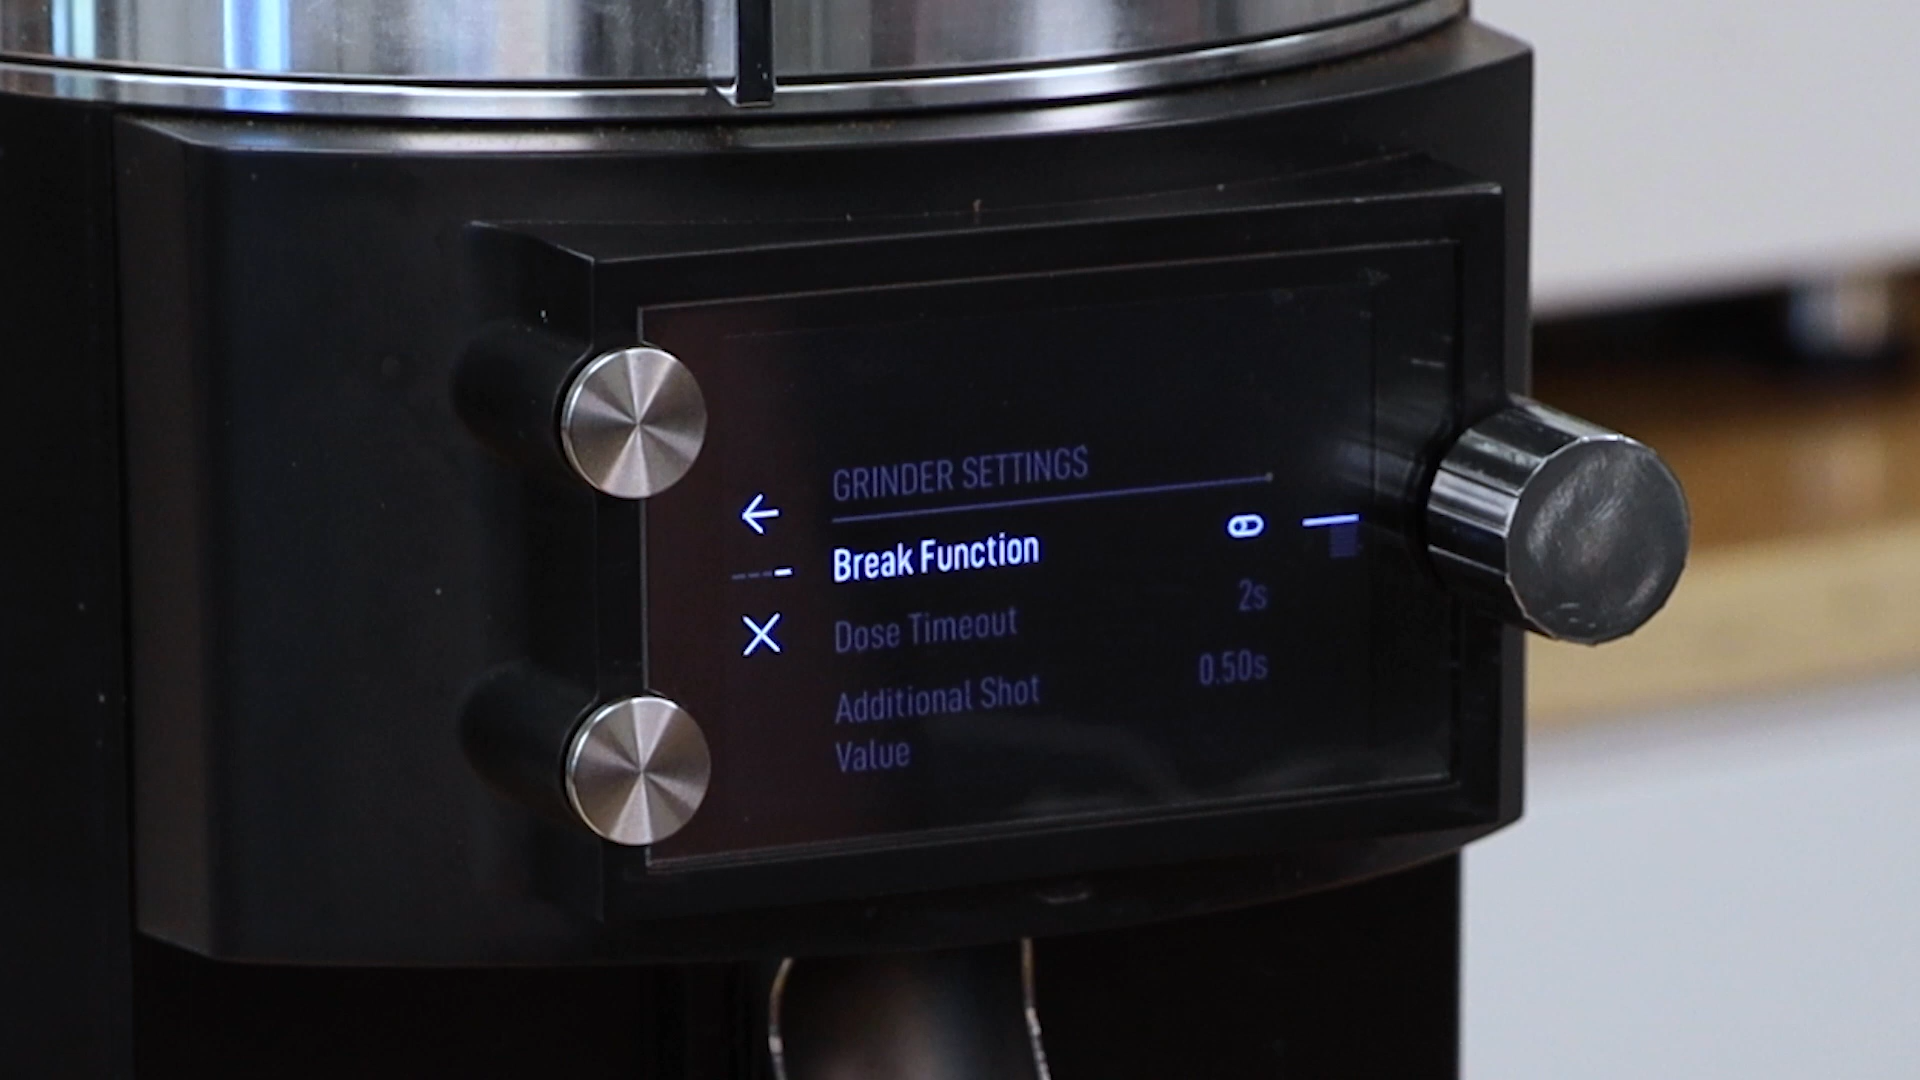 GRINDER SETTINGS
Break Function
Dose Timeout 2s
Additional Shot 0.50s
Value